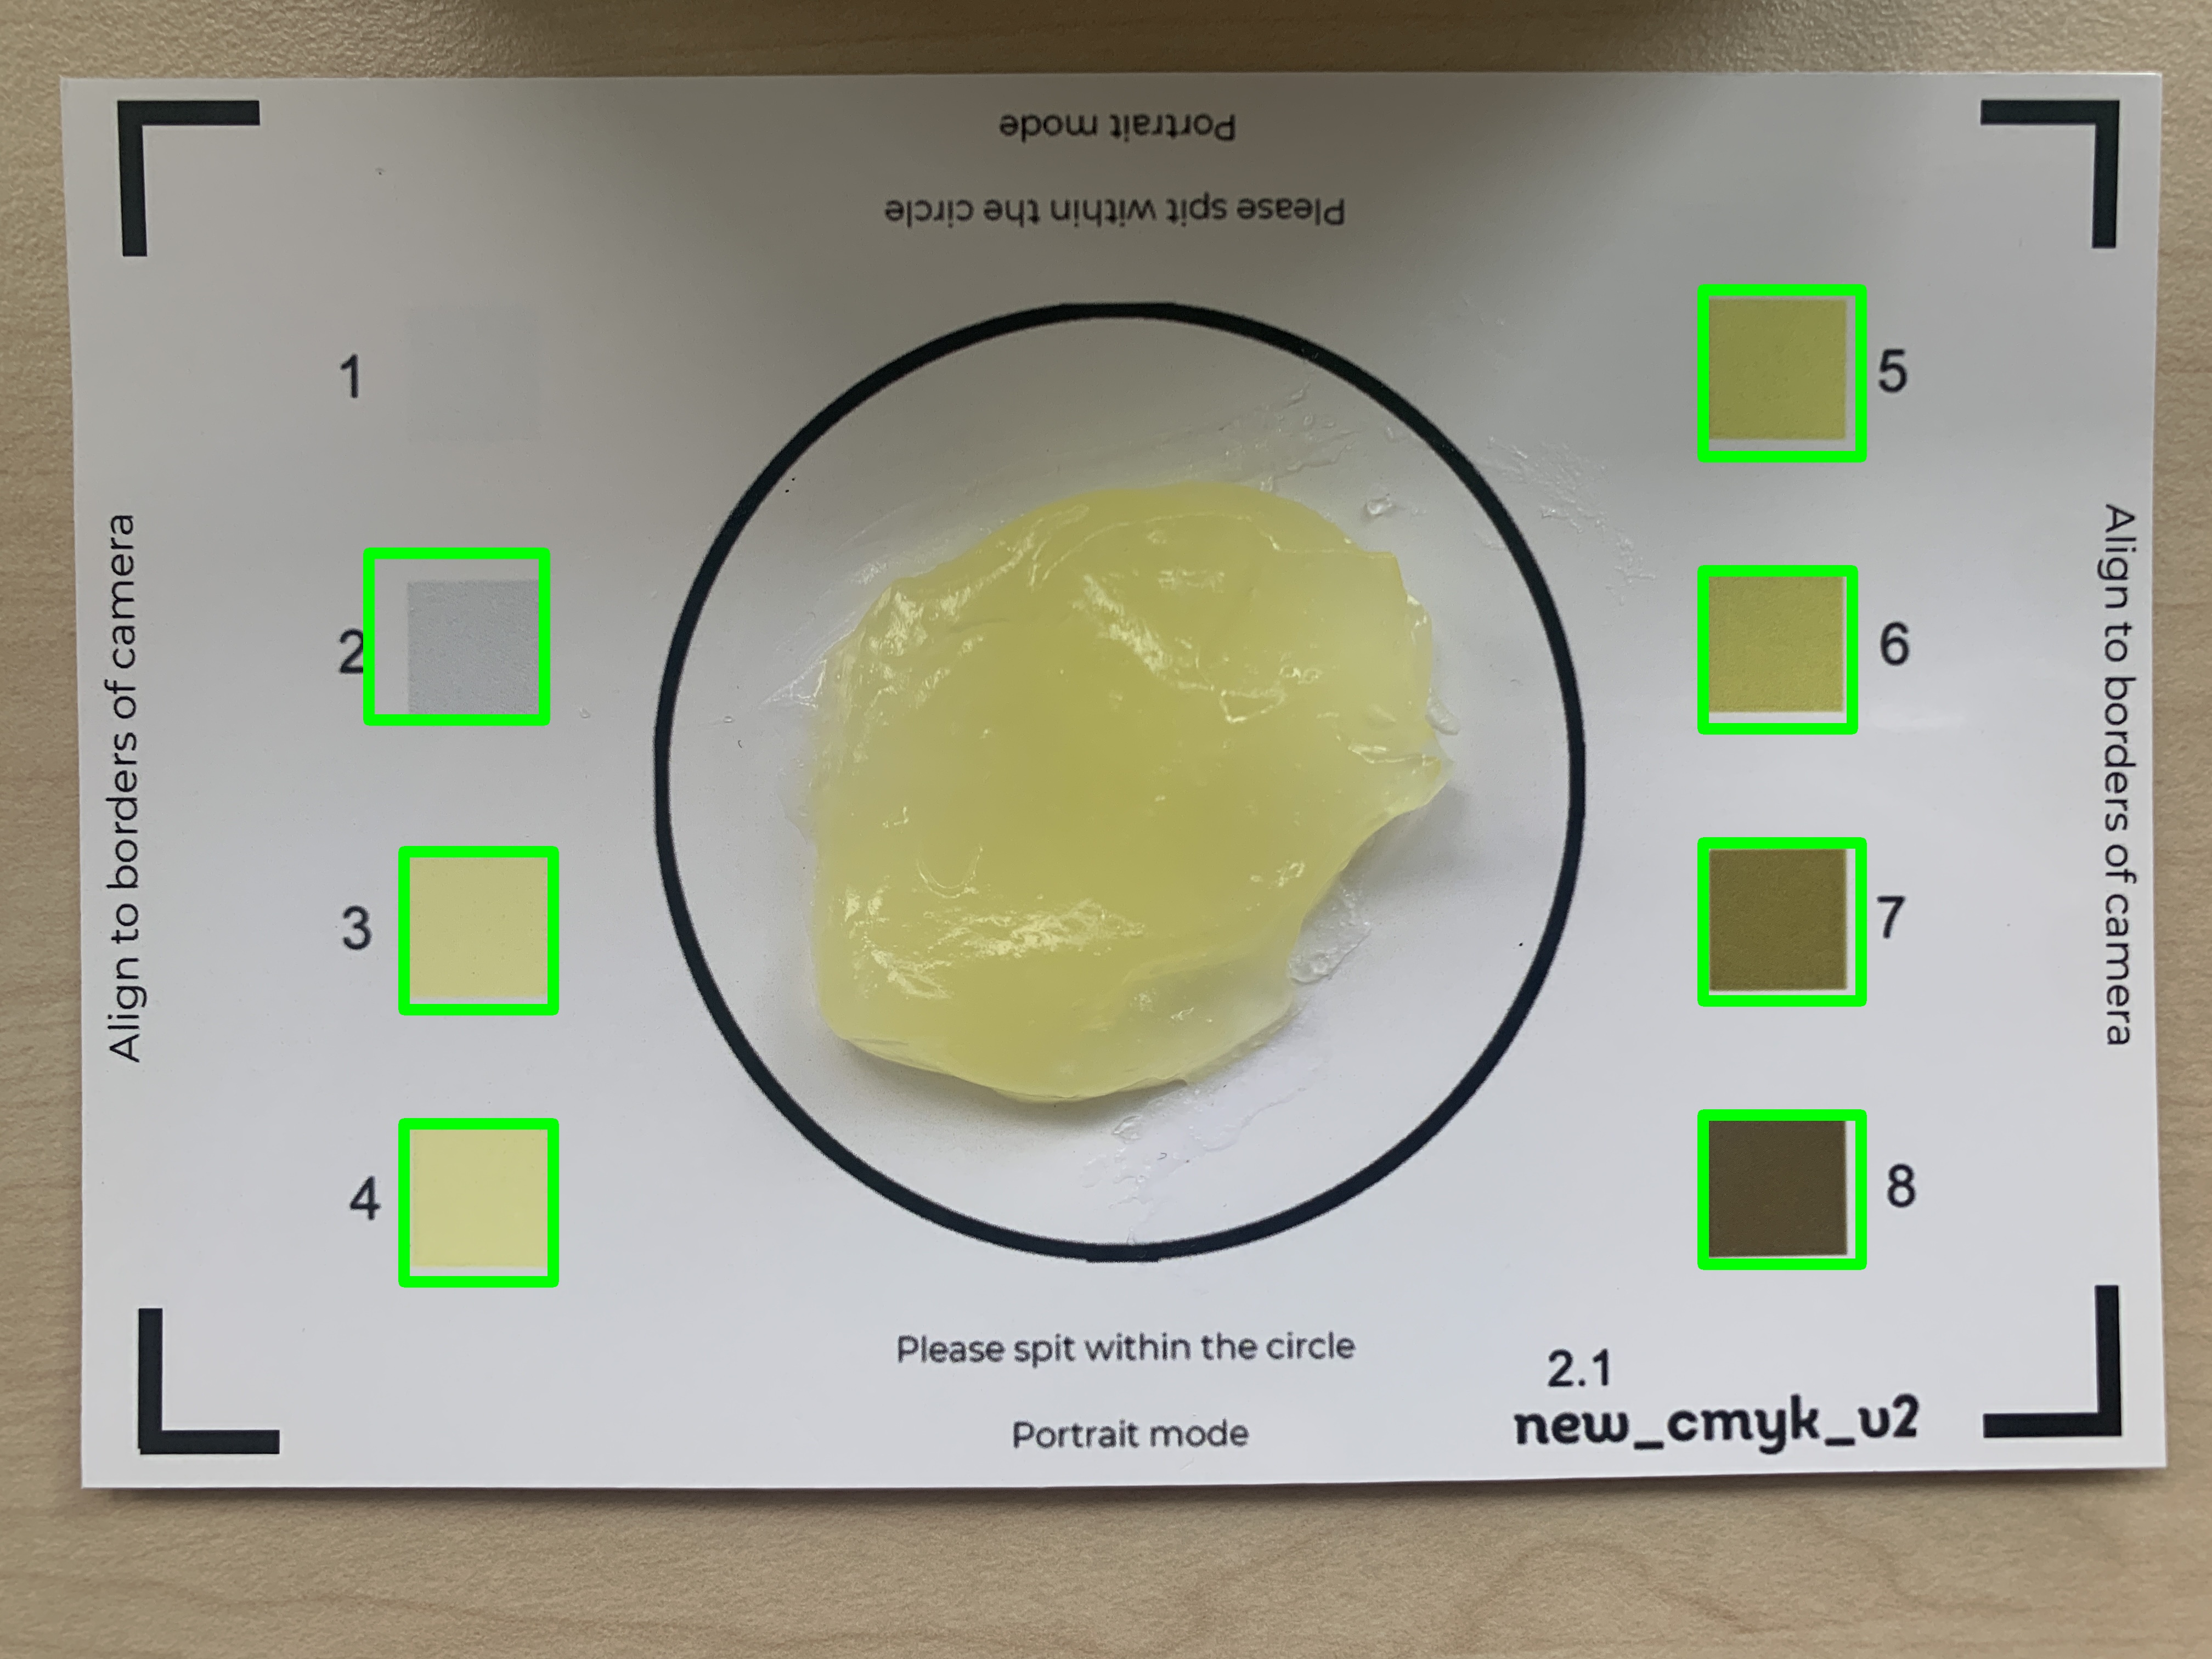 Portrait mode
Please spit within the circle
1
2
3
4
5
6
7
8
Align to borders of camera
Align to borders of camera
Please spit within the circle
Portrait mode
2.1
new_cmyk_v2